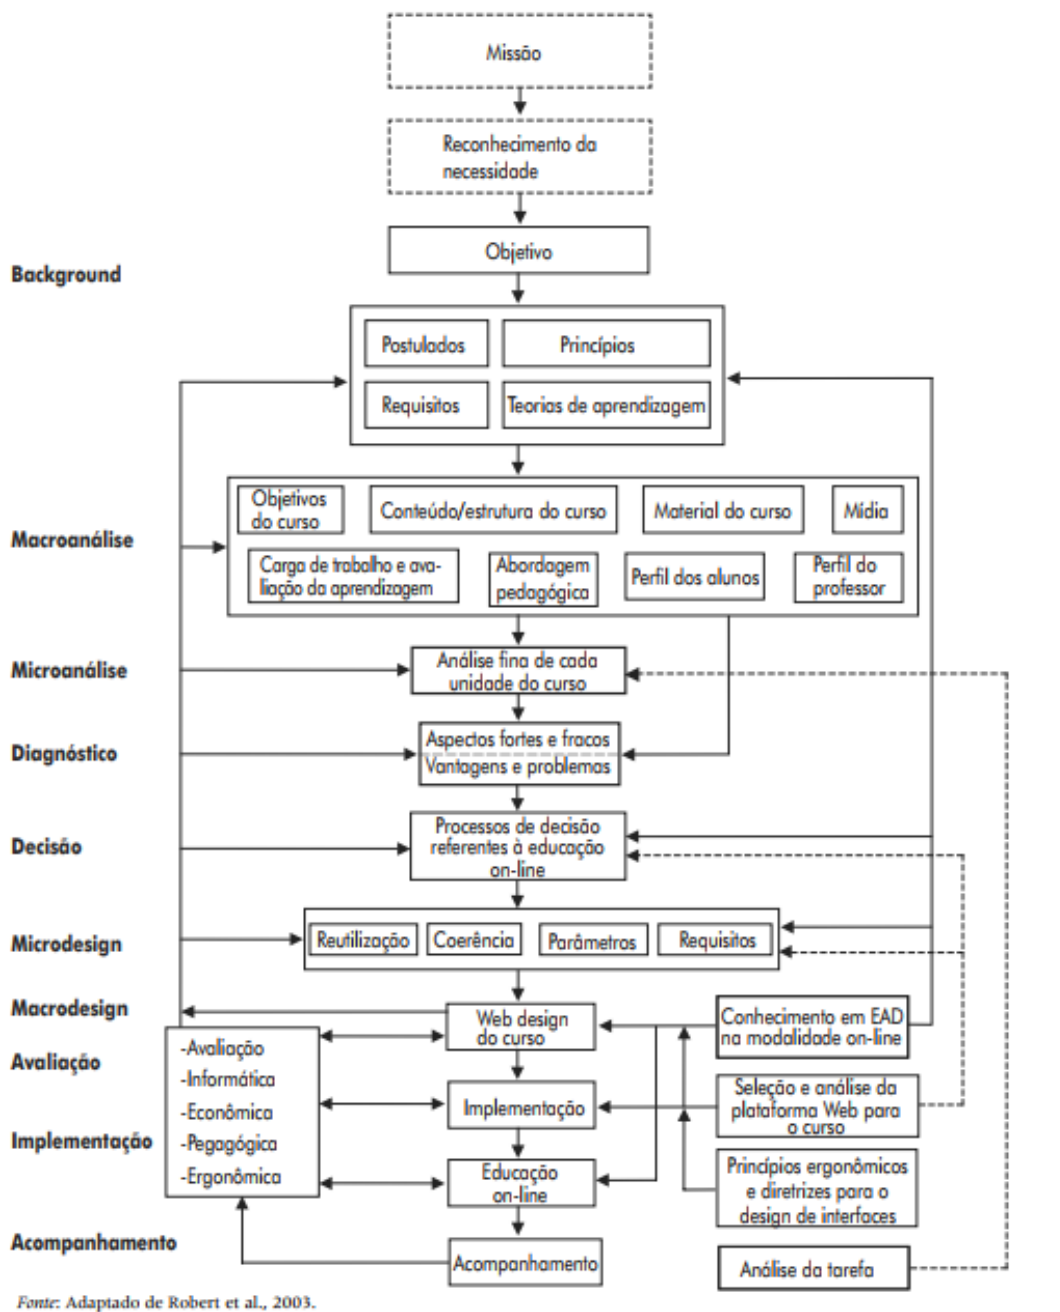 Missão
Reconhecimento da
necessidade
Objetivo
Background
Postulados
Princípios
Requisitos
Teorias de aprendizagem
Objetivos
do curso
Conteúdo/estrutura do curso
Material do curso
Mídia
Macroanálise
Carga de trabalho e ava-
liação da aprendizagem
Abordagem
pedagógica
Perfil dos alunos
Perfil do
professor
Microanálise
Análise fina de cada
unidade do curso
Diagnóstico
Aspectos fortes e fracos
Vantagens e problemas
Decisão
Processos de decisão
referentes à educação
on-line
Microdesign
Reutilização
Coerência
Parâmetros
Requisitos
Macrodesign
Web design
do curso
Conhecimento em EAD
na modalidade on-line
Avaliação
-Avaliação
-Informática
-Econômica
-Pegagógica
-Ergonômica
Implementação
Seleção e análise da
plataforma Web para
o curso
Implementação
Educação
on-line
Princípios ergonômicos
e diretrizes para o
design de interfaces
Acompanhamento
Acompanhamento
Análise da tarefa
Fonte: Adaptado de Robert et al., 2003.